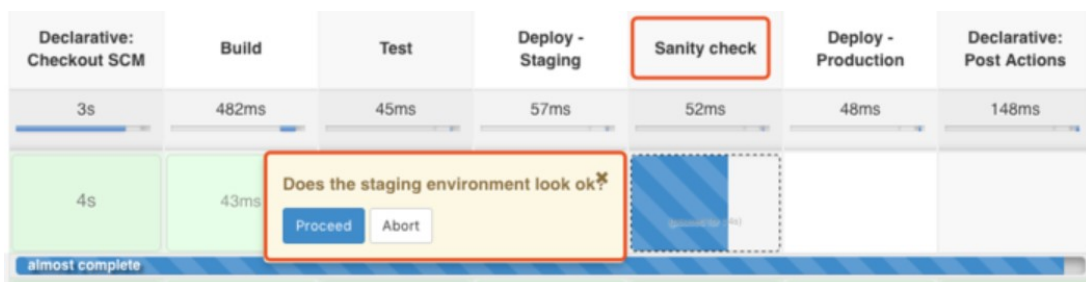 Declarative:
Checkout SCM
Build
Test
Deploy -
Staging
Sanity check
Deploy -
Production
Declarative:
Post Actions
3s
482ms
45ms
57ms
52ms
48ms
148ms
4s
43ms
Does the staging environment look ok?
Proceed
Abort
almost complete